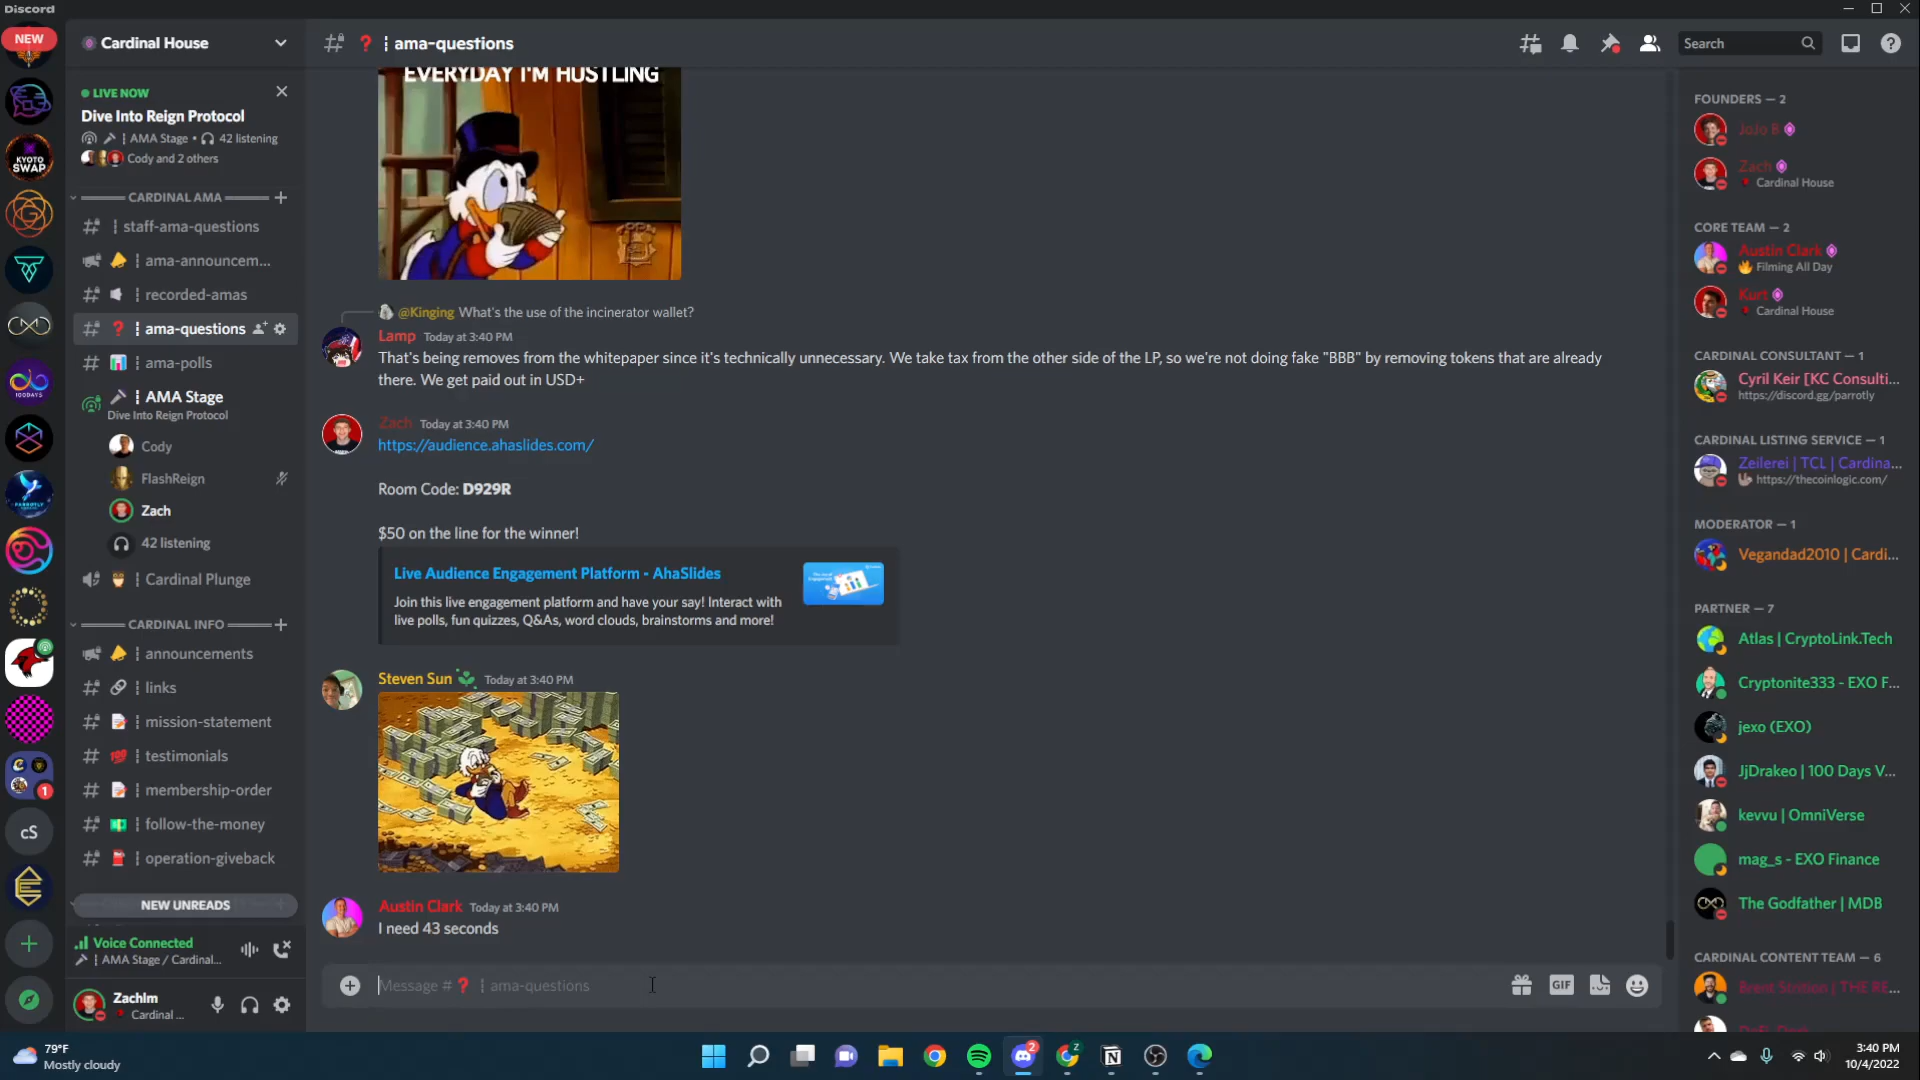 Discord
NEW
KYOTO
SWAP
100DAYS
cS
1
Cardinal House
LIVE NOW
Dive Into Reign Protocol
AMA Stage • 42 listening
Cody and 2 others
CARDINAL AMA
staff-ama-questions
ama-announcem...
recorded-amas
ama-questions
ama-polls
AMA Stage
Dive Into Reign Protocol
Cody
FlashReign
Zach
42 listening
Cardinal Plunge
CARDINAL INFO
announcements
links
mission-statement
testimonials
membership-order
follow-the-money
operation-giveback
NEW UNREADS
Voice Connected
AMA Stage / Cardinal...
Zachlm
Cardinal ...
# ❓ ¦ ama-questions
Search
EVERYDAY I'M HUSTLING
@Kinging What's the use of the incinerator wallet?
Lamp Today at 3:40 PM
That's being removes from the whitepaper since it's technically unnecessary. We take tax from the other side of the LP, so we're not doing fake "BBB" by removing tokens that are already
there. We get paid out in USD+
Zach Today at 3:40 PM
https://audience.ahaslides.com/
Room Code: D929R
$50 on the line for the winner!
Live Audience Engagement Platform - AhaSlides
Join this live engagement platform and have your say! Interact with
live polls, fun quizzes, Q&As, word clouds, brainstorms and more!
Steven Sun Today at 3:40 PM
Austin Clark Today at 3:40 PM
I need 43 seconds
Message # ❓ ¦ ama-questions
GIF
FOUNDERS — 2
JoJo B
Zach
Cardinal House
CORE TEAM — 2
Austin Clark
Filming All Day
Kurt
Cardinal House
CARDINAL CONSULTANT — 1
Cyril Keir [KC Consulti...
https://discord.gg/parrotly
CARDINAL LISTING SERVICE — 1
Zeilerei | TCL | Cardina...
https://thecoinlogic.com/
MODERATOR — 1
Vegandad2010 | Cardi...
PARTNER — 7
Atlas | CryptoLink.Tech
Cryptonite333 - EXO F...
jexo (EXO)
JjDrakeo | 100 Days V...
kevvu | OmniVerse
mag_s - EXO Finance
The Godfather | MDB
CARDINAL CONTENT TEAM — 6
79°F
Mostly cloudy
2
3:40 PM
10/4/2022